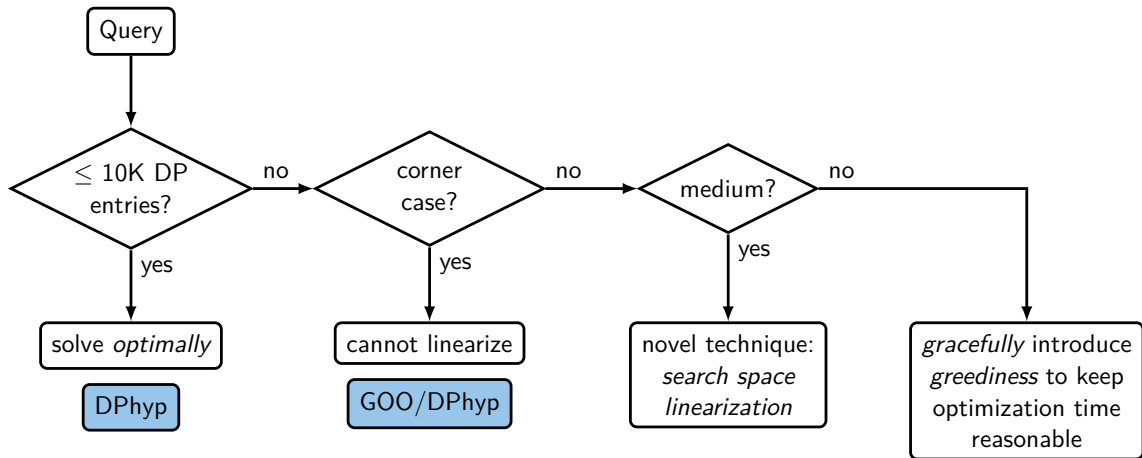 Query
≤ 10K DP
entries?
no
corner
case?
no
medium?
no
yes
yes
yes
solve optimally
cannot linearize
novel technique:
search space
linearization
gracefully introduce
greediness to keep
optimization time
reasonable
DPhyp
GOO/DPhyp